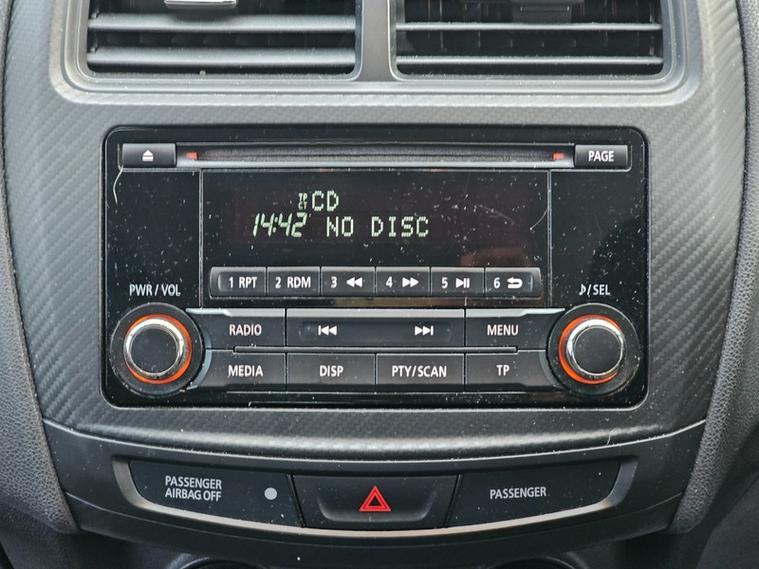 PAGE
CD
14:42 NO DISC
1 RPT 2 RDM 3 4 5 6
PWR / VOL
♪/SEL
RADIO MENU
MEDIA DISP PTY/SCAN TP
PASSENGER
AIRBAG OFF
PASSENGER